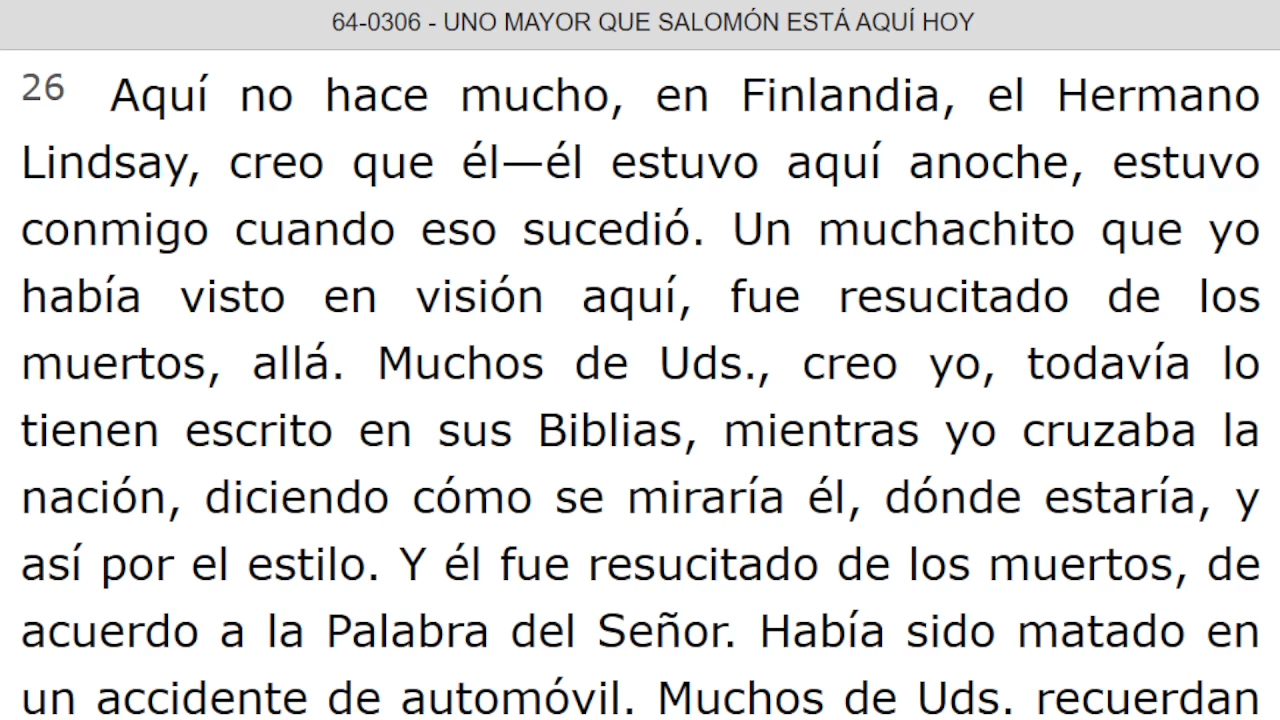 64-0306 - UNO MAYOR QUE SALOMÓN ESTÁ AQUÍ HOY
26 Aquí no hace mucho, en Finlandia, el Hermano
Lindsay, creo que él—él estuvo aquí anoche, estuvo
conmigo cuando eso sucedió. Un muchachito que yo
había visto en visión aquí, fue resucitado de los
muertos, allá. Muchos de Uds., creo yo, todavía lo
tienen escrito en sus Biblias, mientras yo cruzaba la
nación, diciendo cómo se miraría él, dónde estaría, y
así por el estilo. Y él fue resucitado de los muertos, de
acuerdo a la Palabra del Señor. Había sido matado en
un accidente de automóvil. Muchos de Uds. recuerdan